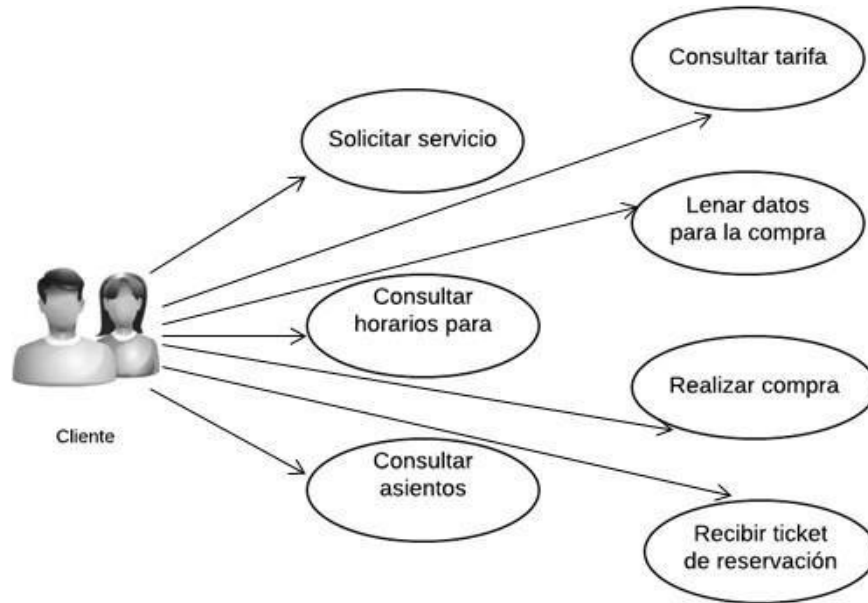 Consultar tarifa
Solicitar servicio
Lenar datos
para la compra
Consultar
horarios para
Realizar compra
Cliente
Consultar
asientos
Recibir ticket
de reservación